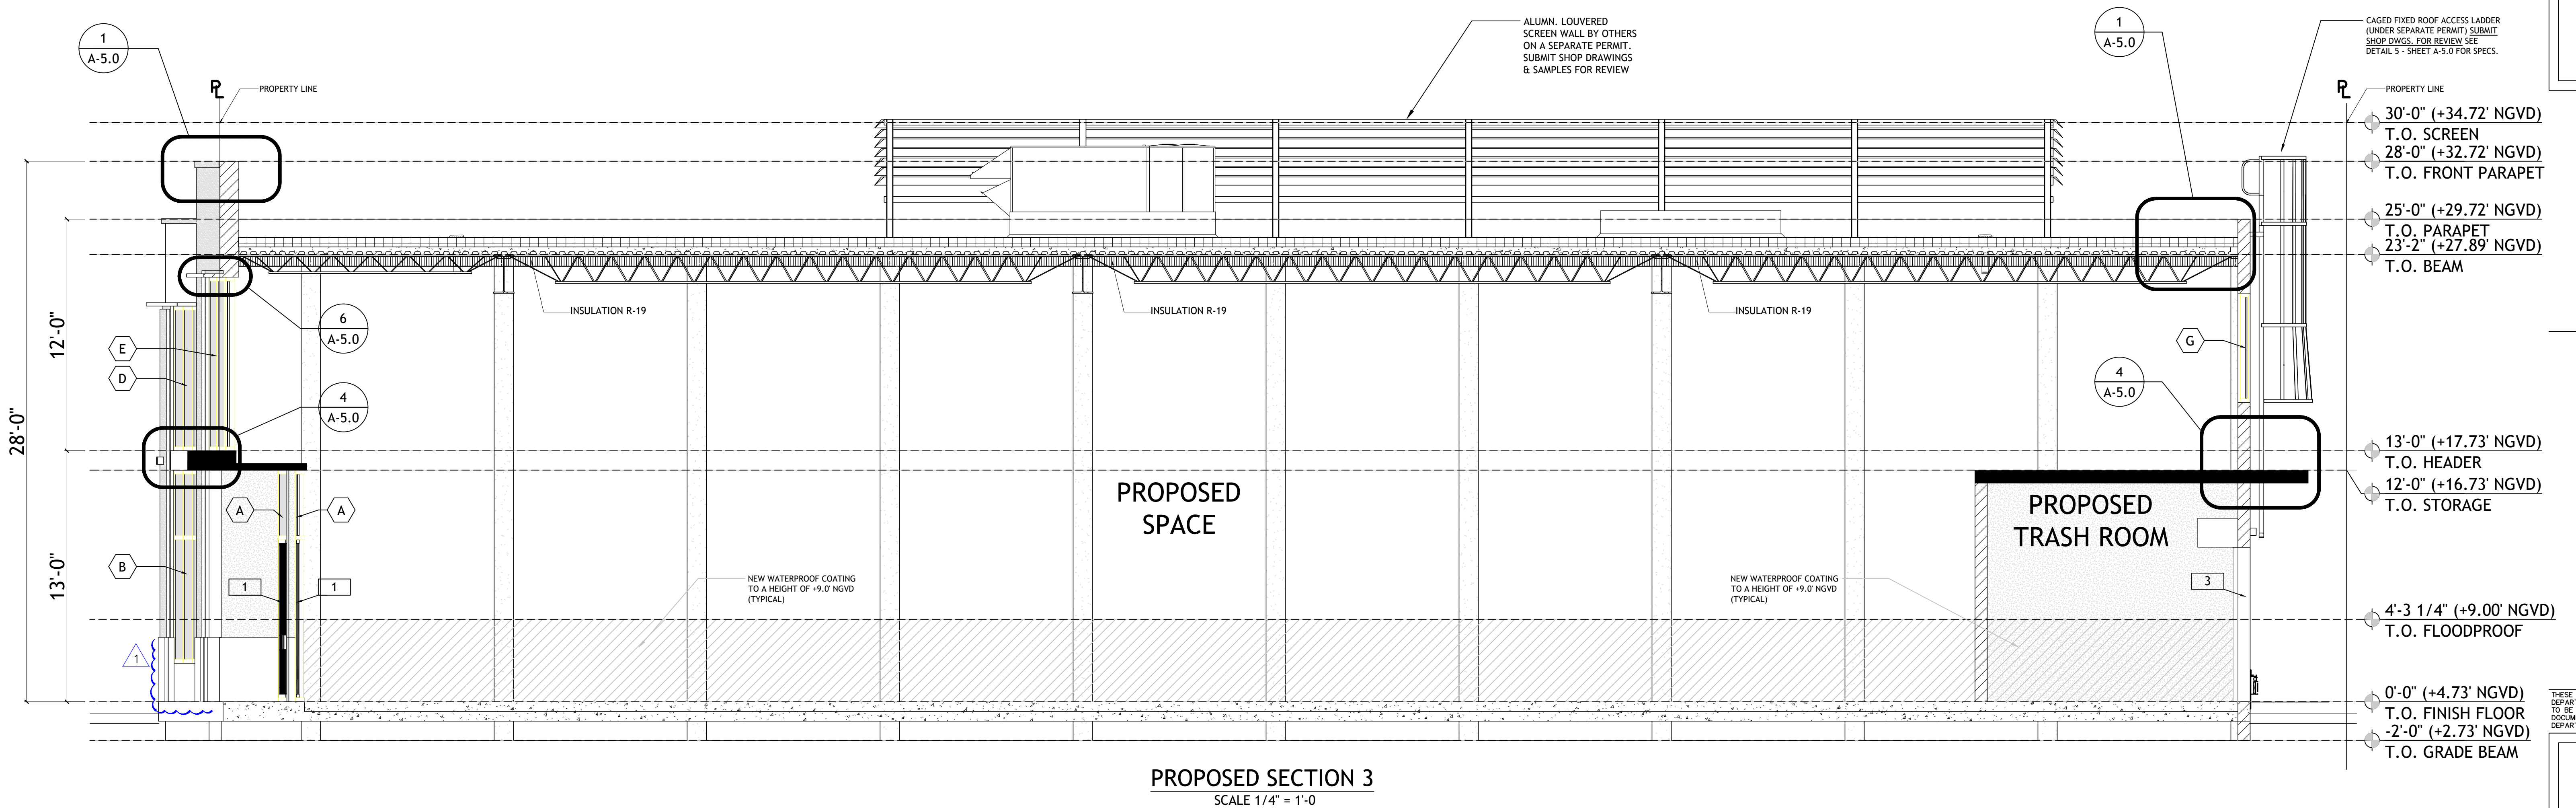 1
A-5.0
PROPERTY LINE
ALUMN. LOUVERED
SCREEN WALL BY OTHERS
ON A SEPARATE PERMIT.
SUBMIT SHOP DRAWINGS
& SAMPLES FOR REVIEW
1
A-5.0
CAGED FIXED ROOF ACCESS LADDER
(UNDER SEPARATE PERMIT) SUBMIT
SHOP DWGS. FOR REVIEW SEE
DETAIL 5 - SHEET A-5.0 FOR SPECS.
PL
PL
PROPERTY LINE
30'-0" (+34.72' NGVD)
T.O. SCREEN
28'-0" (+32.72' NGVD)
T.O. FRONT PARAPET
25'-0" (+29.72' NGVD)
T.O. PARAPET
23'-2" (+27.89' NGVD)
T.O. BEAM
INSULATION R-19
INSULATION R-19
INSULATION R-19
6
A-5.0
E
D
G
12'-0"
28'-0"
4
A-5.0
4
A-5.0
13'-0" (+17.73' NGVD)
T.O. HEADER
12'-0" (+16.73' NGVD)
T.O. STORAGE
A
A
PROPOSED
SPACE
PROPOSED
TRASH ROOM
B
13'-0"
1
1
NEW WATERPROOF COATING
TO A HEIGHT OF +9.0' NGVD
(TYPICAL)
NEW WATERPROOF COATING
TO A HEIGHT OF +9.0' NGVD
(TYPICAL)
3
4'-3 1/4" (+9.00' NGVD)
T.O. FLOODPROOF
1
0'-0" (+4.73' NGVD)
T.O. FINISH FLOOR
-2'-0" (+2.73' NGVD)
T.O. GRADE BEAM
THESE
DEPAR
TO BE
DOCUM
DEPAR
PROPOSED SECTION 3
SCALE 1/4" = 1'-0